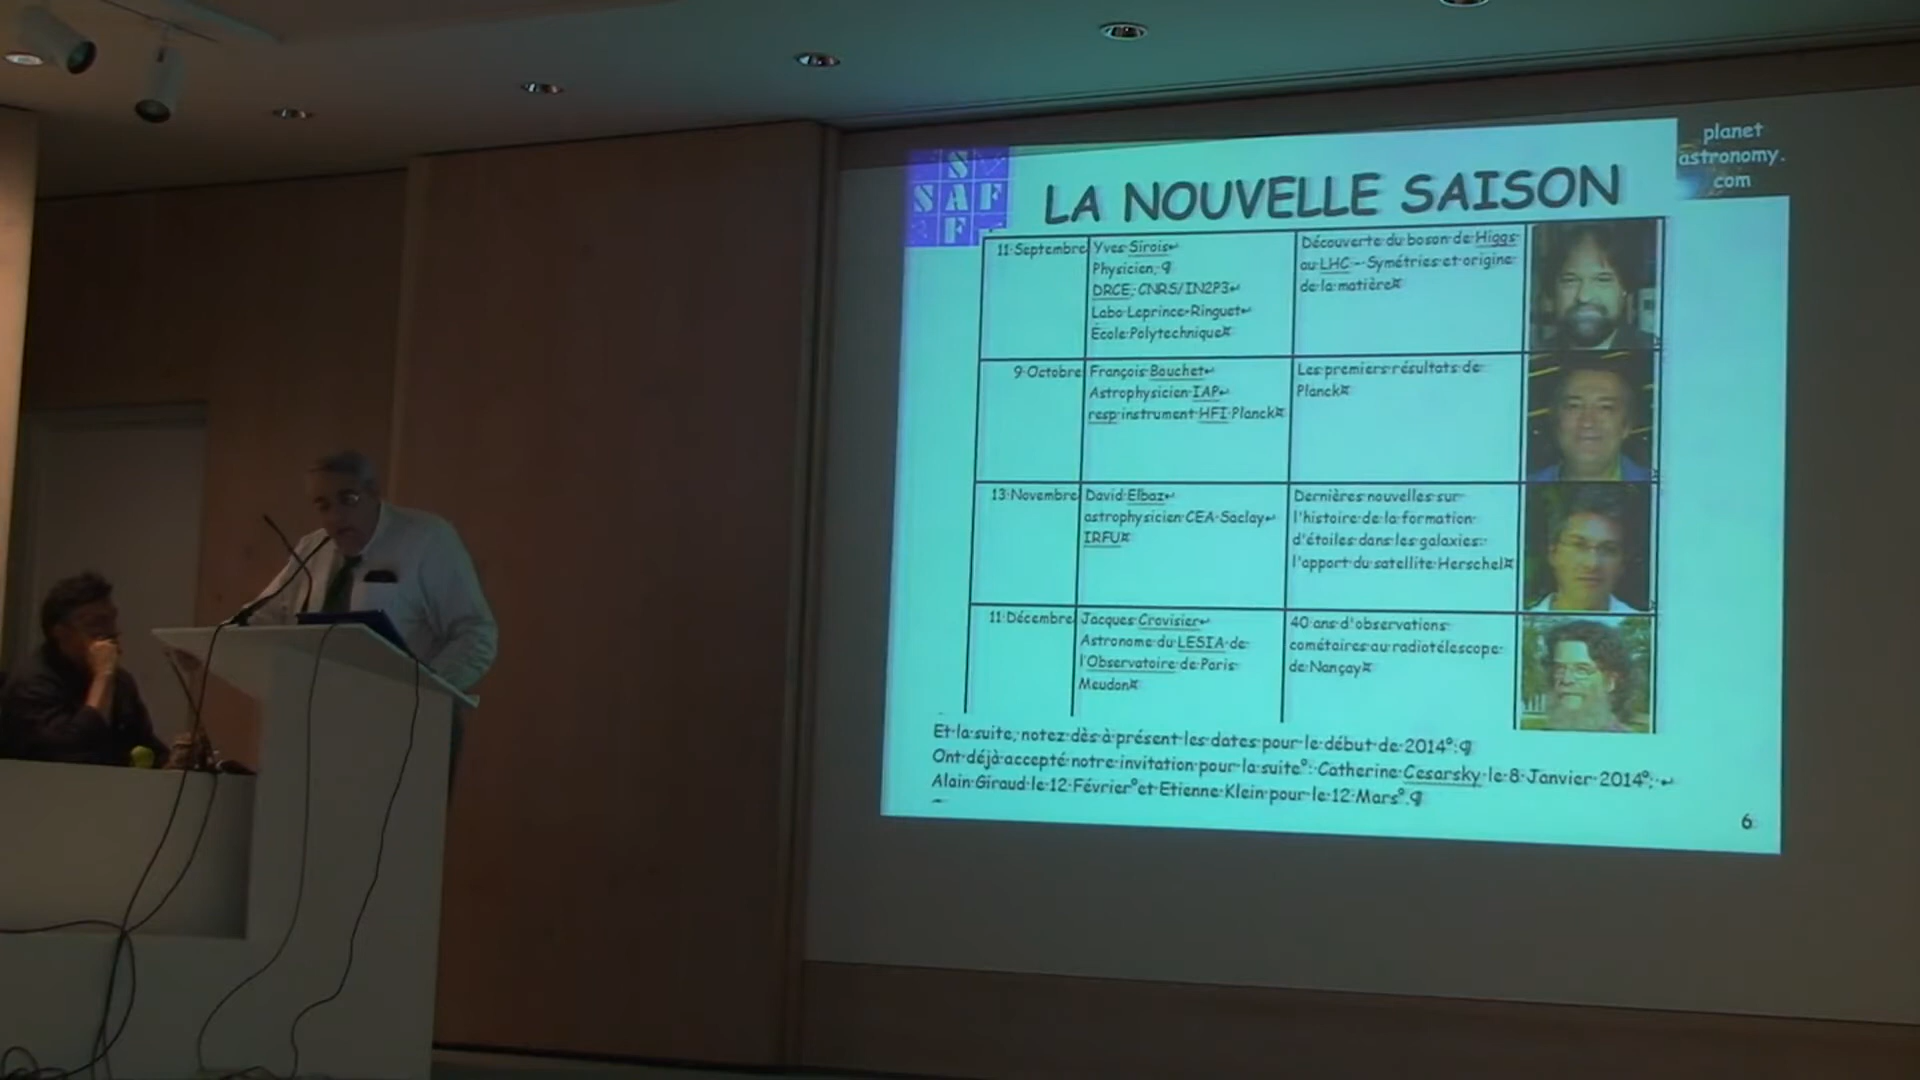 S
SAF
F
planet
astronomy.
com
LA NOUVELLE SAISON
11 Septembre
Yves Sirois
Physicien,
DRCE, CNRS/IN2P3
Labo Leprince-Ringuet
École Polytechnique
Découverte du boson de Higgs
au LHC - Symétries et origine
de la matière
9 Octobre
François Bouchet
Astrophysicien IAP
resp instrument HFI Planck
Les premiers résultats de
Planck
13 Novembre
David Elbaz
astrophysicien CEA Saclay
IRFU
Dernières nouvelles sur
l'histoire de la formation
d'étoiles dans les galaxies:
l'apport du satellite Herschel
11 Décembre
Jacques Crovisier
Astronome du LESIA de
l'Observatoire de Paris
Meudon
40 ans d'observations
cométaires au radiotélescope
de Nançay
Et la suite, notez dès à présent les dates pour le début de 2014 :
Ont déjà accepté notre invitation pour la suite : Catherine Cesarsky le 8 Janvier 2014 ;
Alain Giraud le 12 Février et Etienne Klein pour le 12 Mars .
6